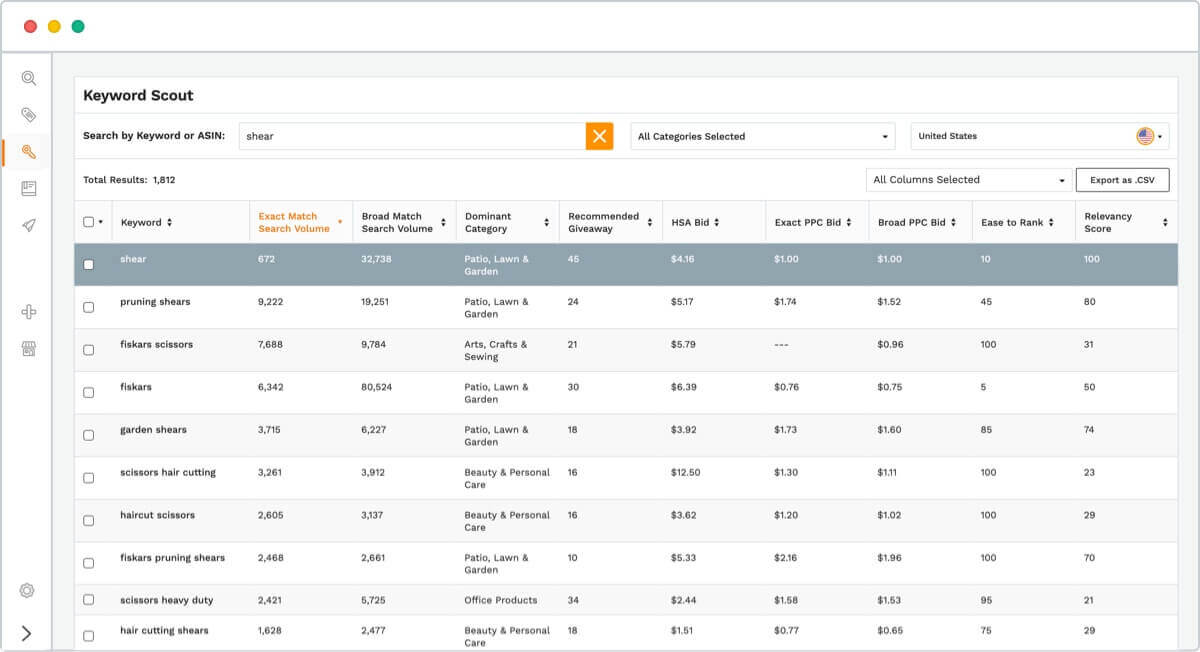 Keyword Scout
Search by Keyword or ASIN: shear All Categories Selected United States
Total Results: 1,812 All Columns Selected Export as .CSV
Keyword Exact Match Search Volume Broad Match Search Volume Dominant Category Recommended Giveaway HSA Bid Exact PPC Bid Broad PPC Bid Ease to Rank Relevancy Score
shear 672 32,738 Patio, Lawn & Garden 45 $4.16 $1.00 $1.00 10 100
pruning shears 9,222 19,251 Patio, Lawn & Garden 24 $5.17 $1.74 $1.52 45 80
fiskars scissors 7,688 9,784 Arts, Crafts & Sewing 21 $5.79 --- $0.96 100 31
fiskars 6,342 80,524 Patio, Lawn & Garden 30 $6.39 $0.76 $0.75 5 50
garden shears 3,715 6,227 Patio, Lawn & Garden 18 $3.92 $1.73 $1.60 85 74
scissors hair cutting 3,261 3,912 Beauty & Personal Care 16 $12.50 $1.30 $1.11 100 23
haircut scissors 2,605 3,137 Beauty & Personal Care 16 $3.62 $1.20 $1.02 100 29
fiskars pruning shears 2,468 2,661 Patio, Lawn & Garden 10 $5.33 $2.16 $1.96 100 70
scissors heavy duty 2,421 5,725 Office Products 34 $2.44 $1.58 $1.53 95 21
hair cutting shears 1,628 2,477 Beauty & Personal Care 18 $1.51 $0.77 $0.65 75 29